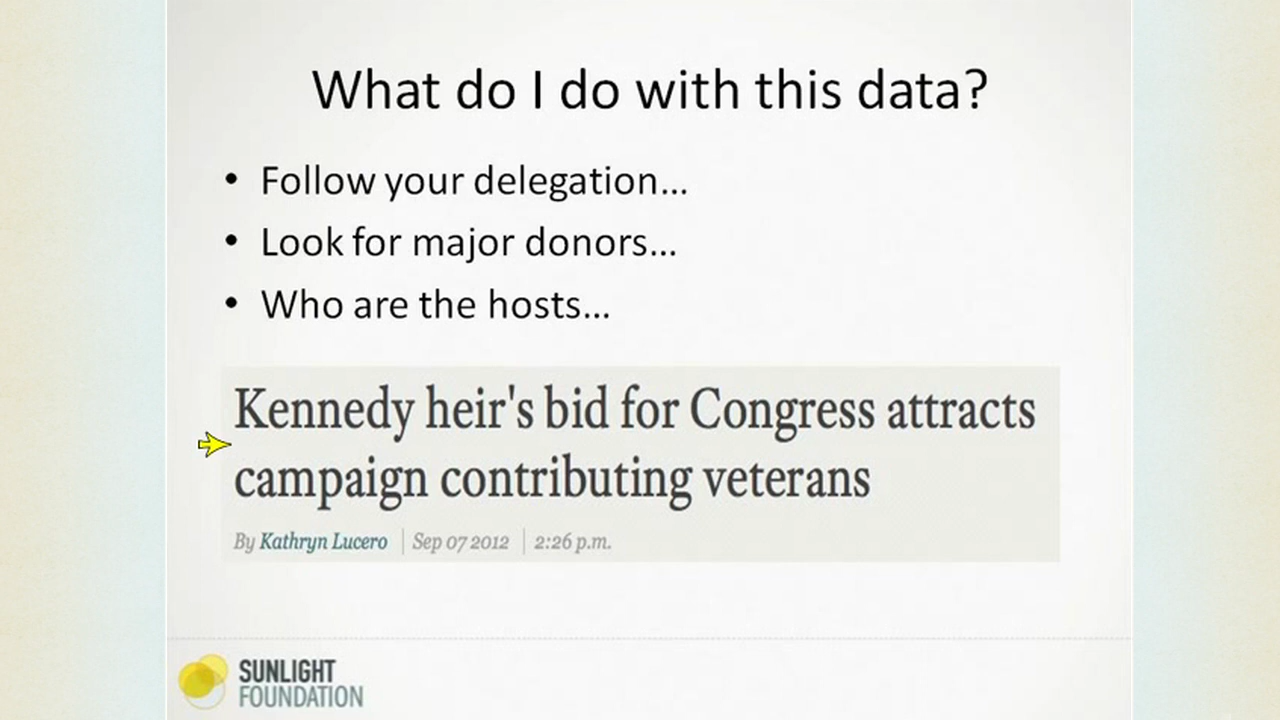 What do I do with this data?
• Follow your delegation...
• Look for major donors...
• Who are the hosts...
Kennedy heir's bid for Congress attracts
campaign contributing veterans
By Kathryn Lucero | Sep 07 2012 | 2:26 p.m.
SUNLIGHT
FOUNDATION